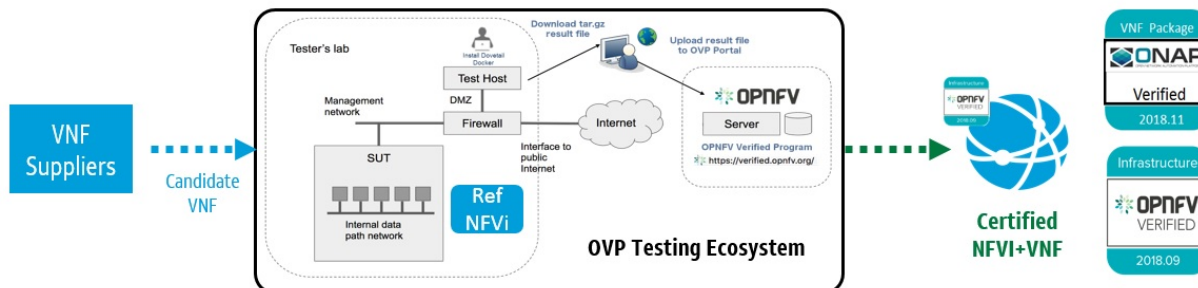 VNF
Suppliers
Candidate
VNF
Tester's lab
Install Dovetail
Docker
Test Host
DMZ
Management
network
Firewall
Internet
Interface to
public
Internet
SUT
Internal data
path network
Ref
NFVi
Download tar.gz
result file
Upload result file
to OVP Portal
OPNFV
Server
OPNFV Verified Program
https://verified.opnfv.org/
OVP Testing Ecosystem
Infrastructure
OPNFV
VERIFIED
2018.09
Certified
NFVI+VNF
VNF Package
ONAP
Verified
2018.11
Infrastructure
OPNFV
VERIFIED
2018.09